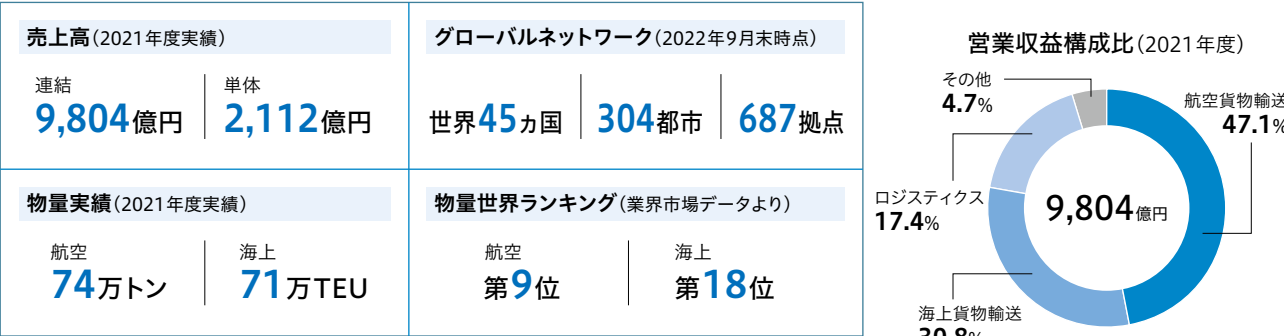 売上高(2021年度実績)
連結
9,804億円
単体
2,112億円
グローバルネットワーク(2022年9月末時点)
世界45ヵ国
304都市
687拠点
物量実績(2021年度実績)
航空
74万トン
海上
71万TEU
物量世界ランキング(業界市場データより)
航空
第9位
海上
第18位
営業収益構成比(2021年度)
その他
4.7%
航空貨物輸送
47.1%
ロジスティクス
17.4%
9,804億円
海上貨物輸送
30.8%